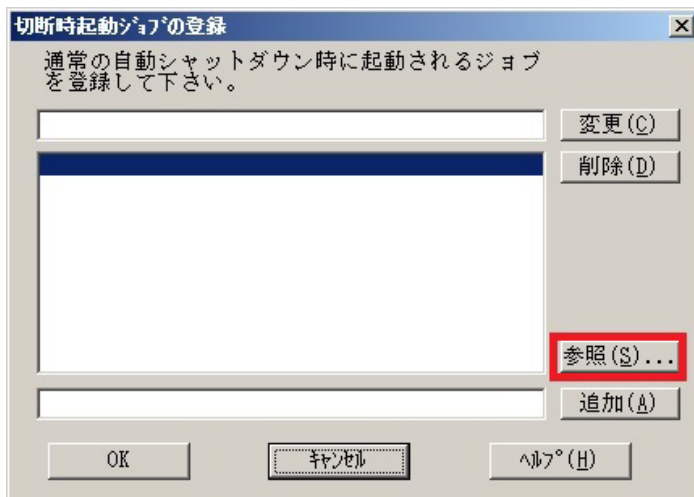 切断時起動ｼﾞｮﾌﾞの登録
通常の自動シャットダウン時に起動されるジョブ
を登録して下さい。
変更(C)
削除(D)
参照(S)...
追加(A)
OK
ｷｬﾝｾﾙ
ﾍﾙﾌﾟ(H)